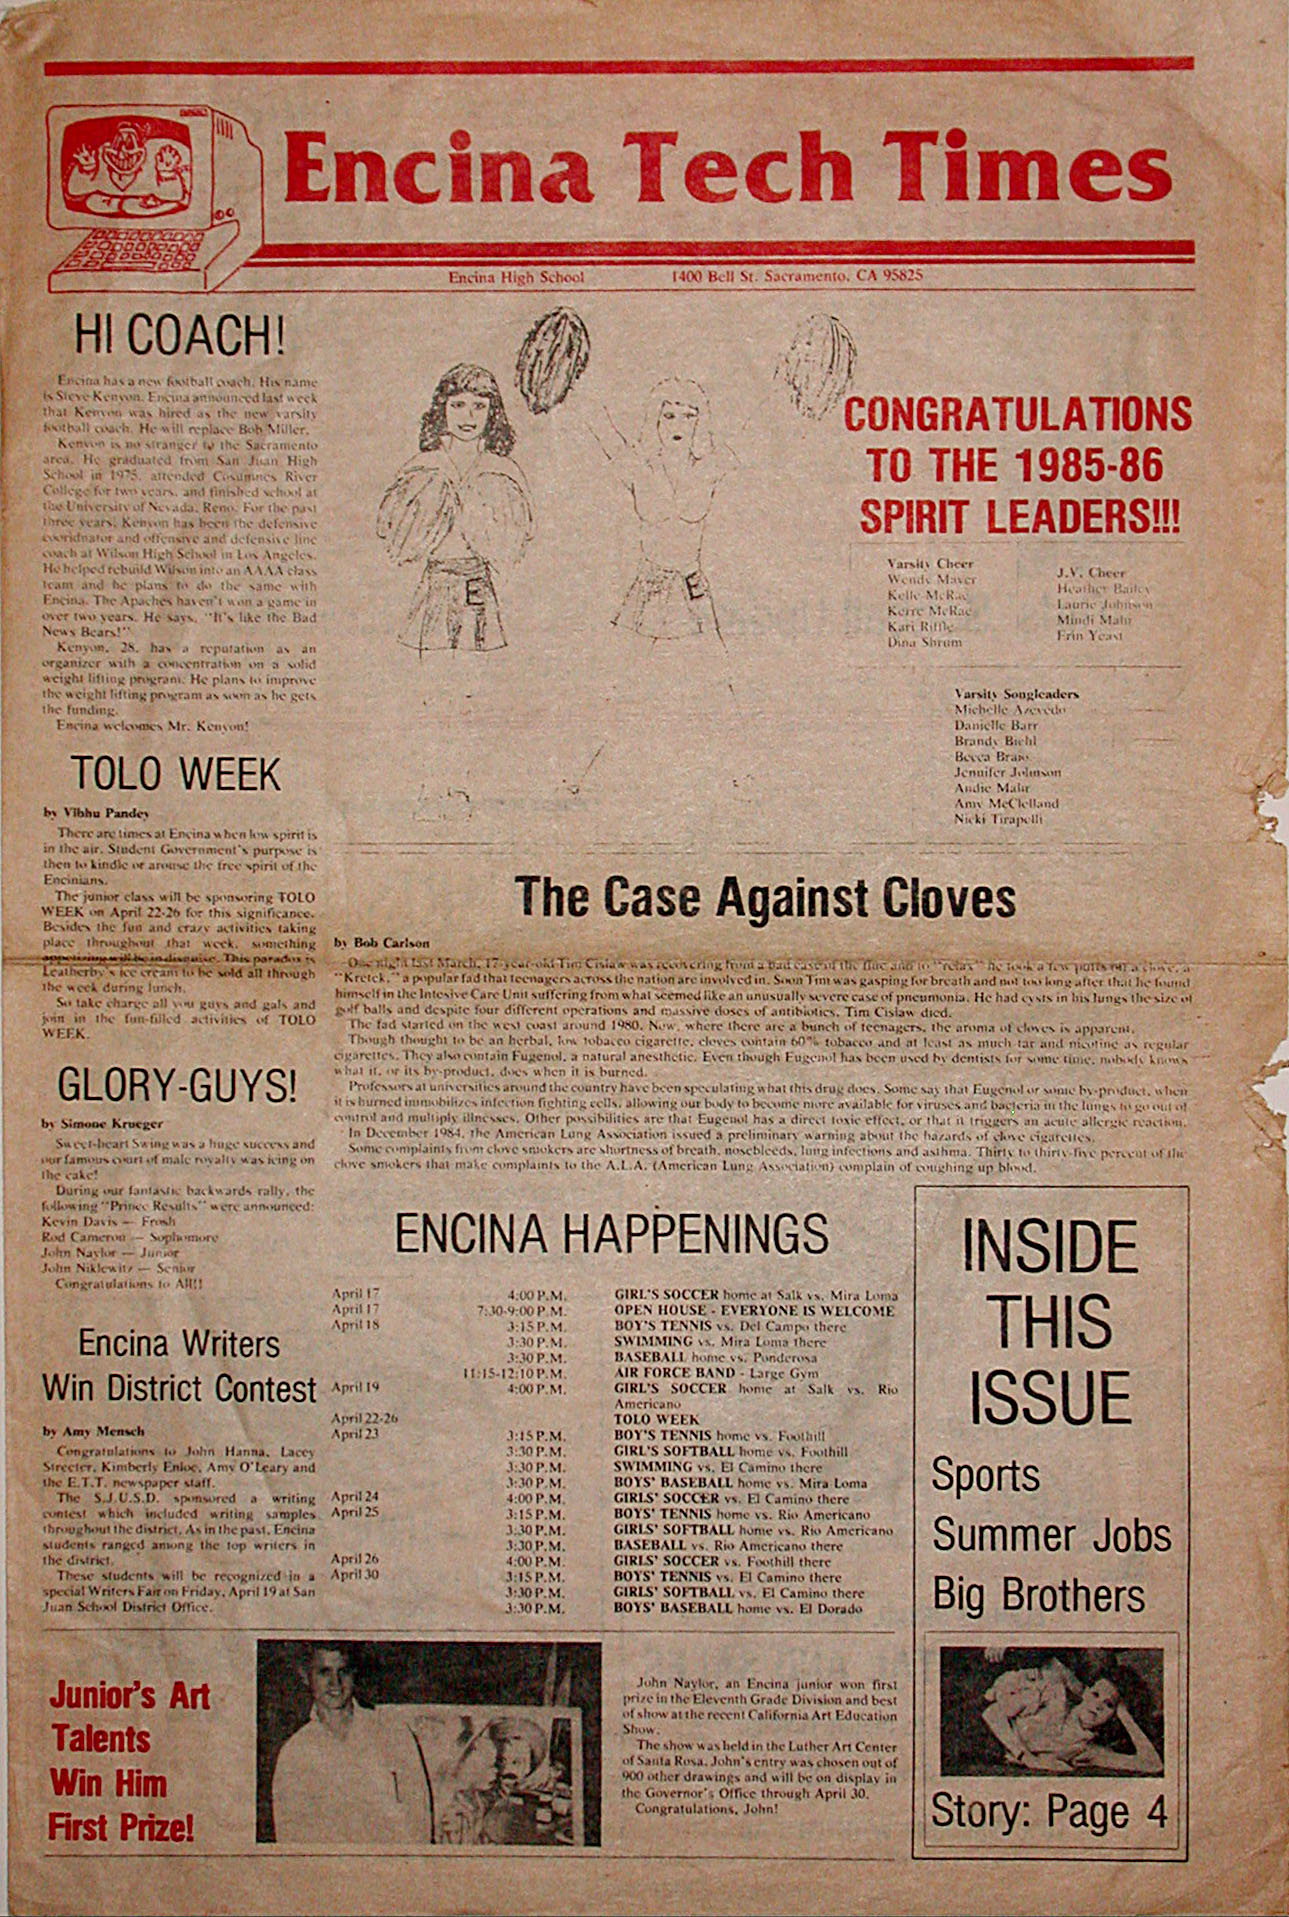 Encina Tech Times
Encina High School 1400 Bell St. Sacramento, CA 95825
HI COACH!
Encina has a new football coach. His name
is Steve Kenyon. Encina announced last week
that Kenyon was hired as the new varsity
football coach. He will replace Bob Miller.
Kenyon is no stranger to the Sacramento
area. He graduated from San Juan High
School in 1975, attended Cosumnes River
College for two years, and finished school at
the University of Nevada, Reno. For the past
three years, Kenyon has been the defensive
cooridnator and offensive and defensive line
coach at Wilson High School in Los Angeles.
He helped rebuild Wilson into an AAAA class
team and he plans to do the same with
Encina. The Apaches haven't won a game in
over two years. He says, "It's like the Bad
News Bears!"
Kenyon, 28, has a reputation as an
organizer with a concentration on a solid
weight lifting program. He plans to improve
the weight lifting program as soon as he gets
the funding.
Encina welcomes Mr. Kenyon!
TOLO WEEK
by Vibhu Pandey
There are times at Encina when low spirit is
in the air. Student Government's purpose is
then to kindle or arouse the free spirit of the
Encinians.
The junior class will be sponsoring TOLO
WEEK on April 22-26 for this significance.
Besides the fun and crazy activities taking
place throughout that week, something
appetizing will be in disguise. This paradox is
Leatherby's ice cream to be sold all through
the week during lunch.
So take charge all you guys and gals and
join in the fun-filled activities of TOLO
WEEK.
GLORY-GUYS!
by Simone Krueger
Sweet-heart Swing was a huge success and
our famous court of male royalty was icing on
the cake!
During our fantastic backwards rally, the
following "Prince Results" were announced:
Kevin Davis — Frosh
Rod Cameron — Sophomore
John Naylor — Junior
John Niklewitz — Senior
Congratulations to All!!
Encina Writers
Win District Contest
by Amy Mensch
Congratulations to John Hanna, Lacey
Streeter, Kimberly Enloe, Amy O'Leary and
the E.T.T. newspaper staff.
The S.J.U.S.D. sponsored a writing
contest which included writing samples
throughout the district. As in the past, Encina
students ranged among the top writers in
the district.
These students will be recognized in a
special Writers Fair on Friday, April 19 at San
Juan School District Office.
E
E
CONGRATULATIONS
TO THE 1985-86
SPIRIT LEADERS!!!
Varsity Cheer
Wendy Mayer
Kelle McRae
Kerre McRae
Kari Riffle
Dina Shrum
J.V. Cheer
Heather Bailey
Laurie Johnson
Mindi Mahr
Erin Yeast
Varsity Songleaders
Michelle Azevedo
Danielle Barr
Brandy Biehl
Becca Braio
Jennifer Johnson
Andie Mahr
Amy McClelland
Nicki Tirapelli
The Case Against Cloves
by Bob Carlson
One night last March, 17-year-old Tim Cislaw was recovering from a bad case of the flue and to "relax" he took a few puffs off a clove, a
"Kretek," a popular fad that teenagers across the nation are involved in. Soon Tim was gasping for breath and not too long after that he found
himself in the Intesive Care Unit suffering from what seemed like an unusually severe case of pneumonia. He had cysts in his lungs the size of
golf balls and despite four different operations and massive doses of antibiotics, Tim Cislaw died.
The fad started on the west coast around 1980. Now, where there are a bunch of teenagers, the aroma of cloves is apparent.
Though thought to be an herbal, low tobacco cigarette, cloves contain 60% tobacco and at least as much tar and nicotine as regular
cigarettes. They also contain Eugenol, a natural anesthetic. Even though Eugenol has been used by dentists for some time, nobody knows
what it, or its by-product, does when it is burned.
Professors at universities around the country have been speculating what this drug does. Some say that Eugenol or some by-product, when
it is burned immobilizes infection fighting cells, allowing our body to become more available for viruses and bacteria in the lungs to go out of
control and multiply illnesses. Other possibilities are that Eugenol has a direct toxic effect, or that it triggers an acute allergic reaction.
In December 1984, the American Lung Association issued a preliminary warning about the hazards of clove cigarettes.
Some complaints from clove smokers are shortness of breath, nosebleeds, lung infections and asthma. Thirty to thirty-five percent of the
clove smokers that make complaints to the A.L.A. (American Lung Association) complain of coughing up blood.
ENCINA HAPPENINGS
April 17 4:00 P.M. GIRL'S SOCCER home at Salk vs. Mira Loma
April 17 7:30-9:00 P.M. OPEN HOUSE - EVERYONE IS WELCOME
April 18 3:15 P.M. BOY'S TENNIS vs. Del Campo there
3:30 P.M. SWIMMING vs. Mira Loma there
3:30 P.M. BASEBALL home vs. Ponderosa
11:15-12:10 P.M. AIR FORCE BAND - Large Gym
April 19 4:00 P.M. GIRL'S SOCCER home at Salk vs. Rio
Americano
April 22-26 TOLO WEEK
April 23 3:15 P.M. BOY'S TENNIS home vs. Foothill
3:30 P.M. GIRL'S SOFTBALL home vs. Foothill
3:30 P.M. SWIMMING vs. El Camino there
3:30 P.M. BOYS' BASEBALL home vs. Mira Loma
April 24 4:00 P.M. GIRLS' SOCCER vs. El Camino there
April 25 3:15 P.M. BOYS' TENNIS home vs. Rio Americano
3:30 P.M. GIRLS' SOFTBALL home vs. Rio Americano
3:30 P.M. BASEBALL vs. Rio Americano there
April 26 4:00 P.M. GIRLS' SOCCER vs. Foothill there
April 30 3:15 P.M. BOYS' TENNIS vs. El Camino there
3:30 P.M. GIRLS' SOFTBALL vs. El Camino there
3:30 P.M. BOYS' BASEBALL home vs. El Dorado
INSIDE
THIS
ISSUE
Sports
Summer Jobs
Big Brothers
Story: Page 4
Junior's Art
Talents
Win Him
First Prize!
John Naylor, an Encina junior won first
prize in the Eleventh Grade Division and best
of show at the recent California Art Education
Show.
The show was held in the Luther Art Center
of Santa Rosa. John's entry was chosen out of
900 other drawings and will be on display in
the Governor's Office through April 30.
Congratulations, John!